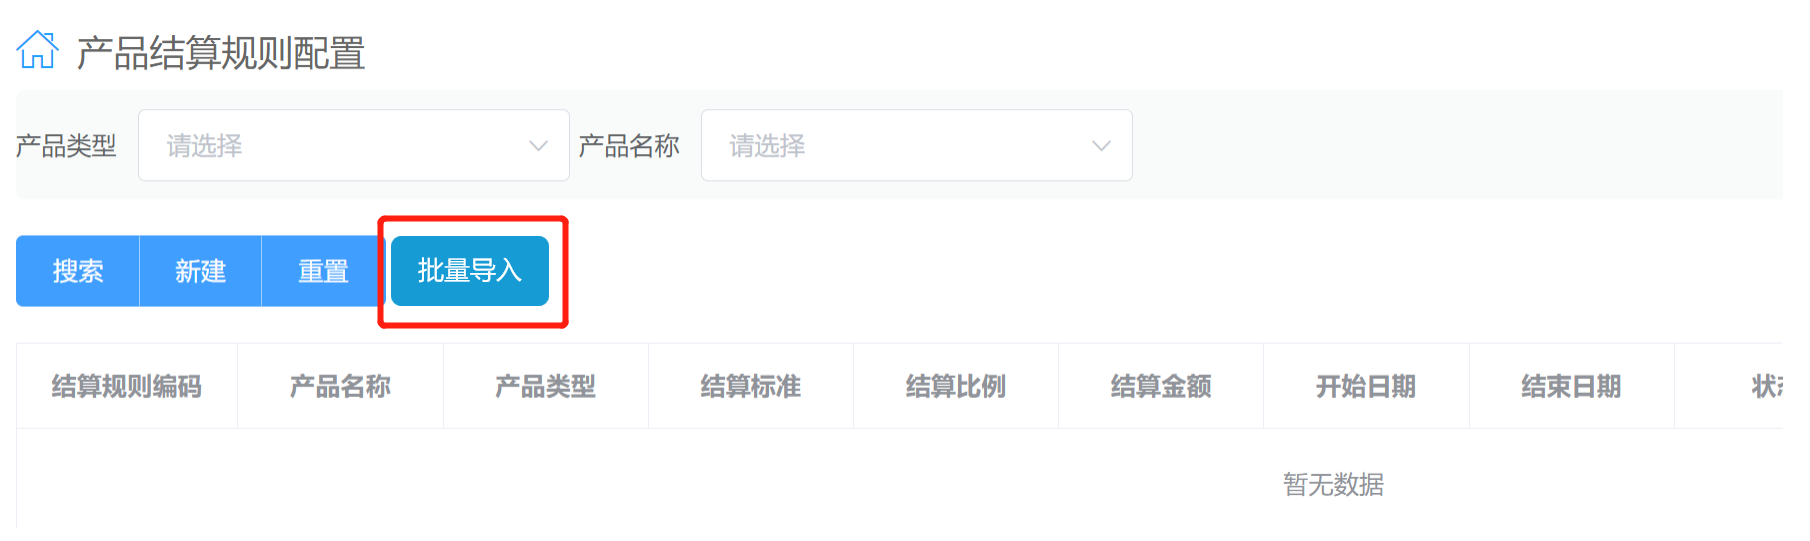 产品结算规则配置
产品类型 请选择 产品名称 请选择
搜索 新建 重置 批量导入
结算规则编码 产品名称 产品类型 结算标准 结算比例 结算金额 开始日期 结束日期 状
暂无数据